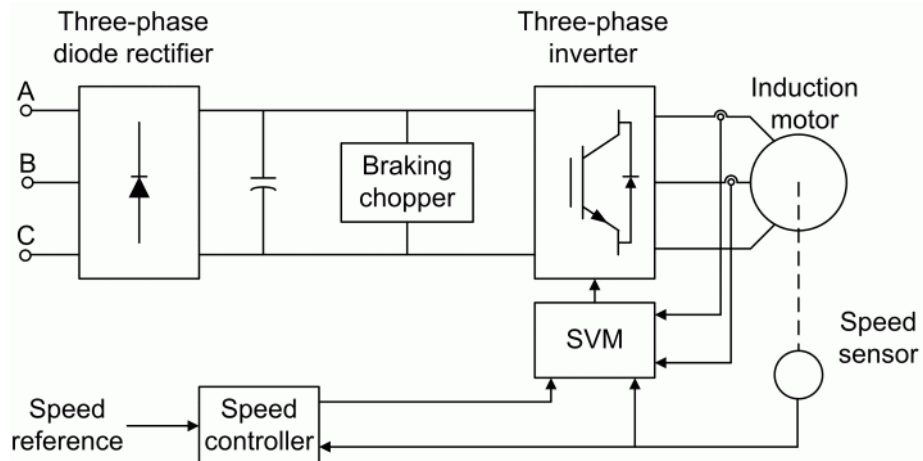 Three-phase
diode rectifier
Three-phase
inverter
Induction
motor
A
B
C
Braking
chopper
SVM
Speed
sensor
Speed
reference
Speed
controller